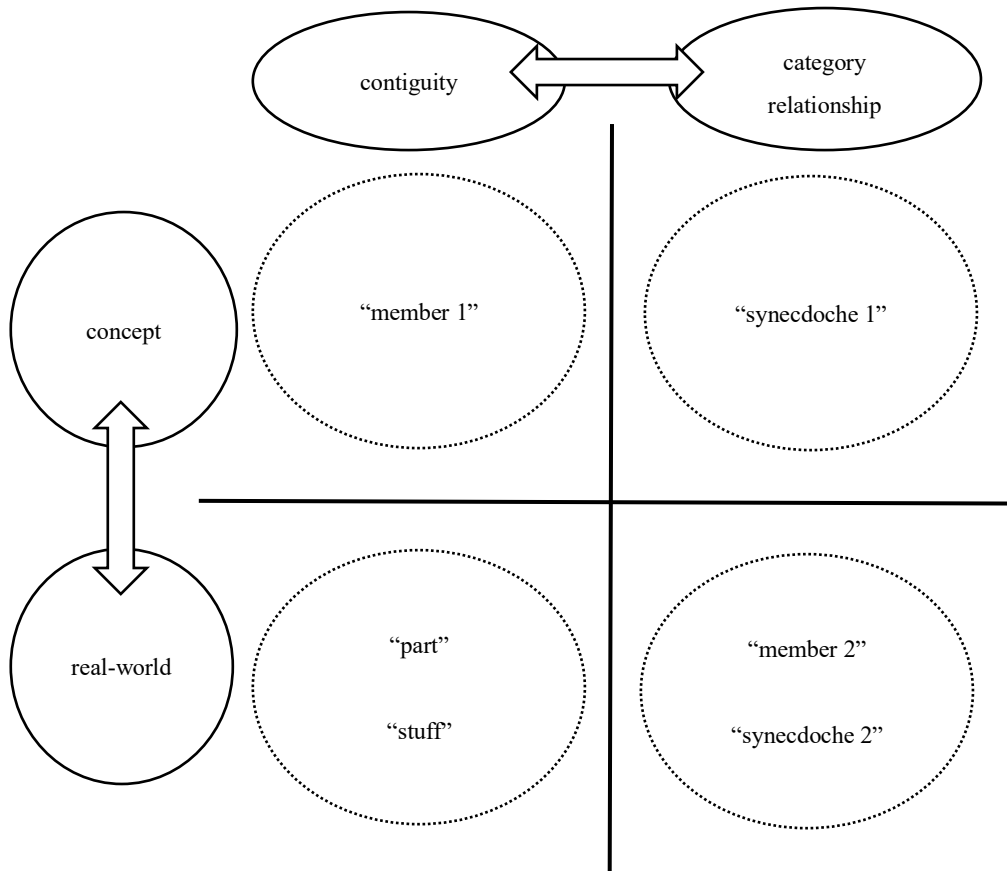 contiguity
category
relationship
concept
“member 1”
“synecdoche 1”
real-world
“part”
“stuff”
“member 2”
“synecdoche 2”